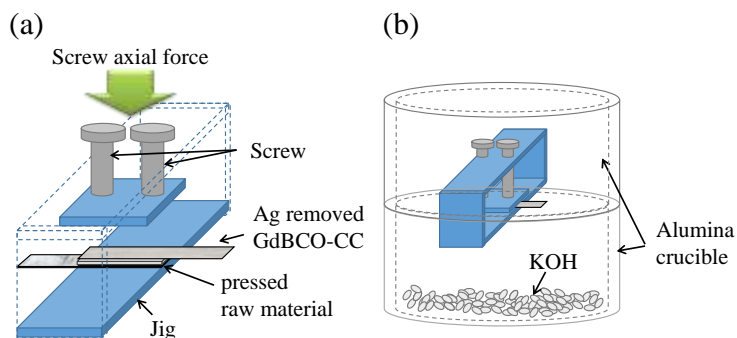 (a)
Screw axial force
Screw
Ag removed
GdBCO-CC
pressed
raw material
Jig
(b)
Alumina
crucible
KOH